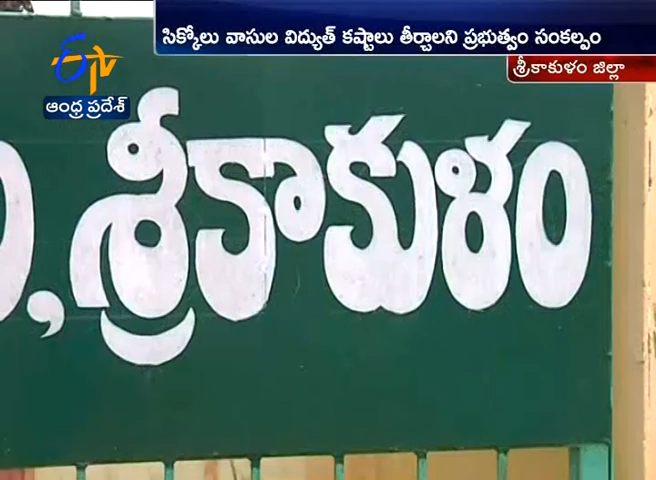 సిక్కోలు వాసుల విద్యుత్ కష్టాలు తీర్చాలని ప్రభుత్వం సంకల్పం
శ్రీకాకుళం జిల్లా
etv
ఆంధ్ర ప్రదేశ్
, శ్రీకాకుళం